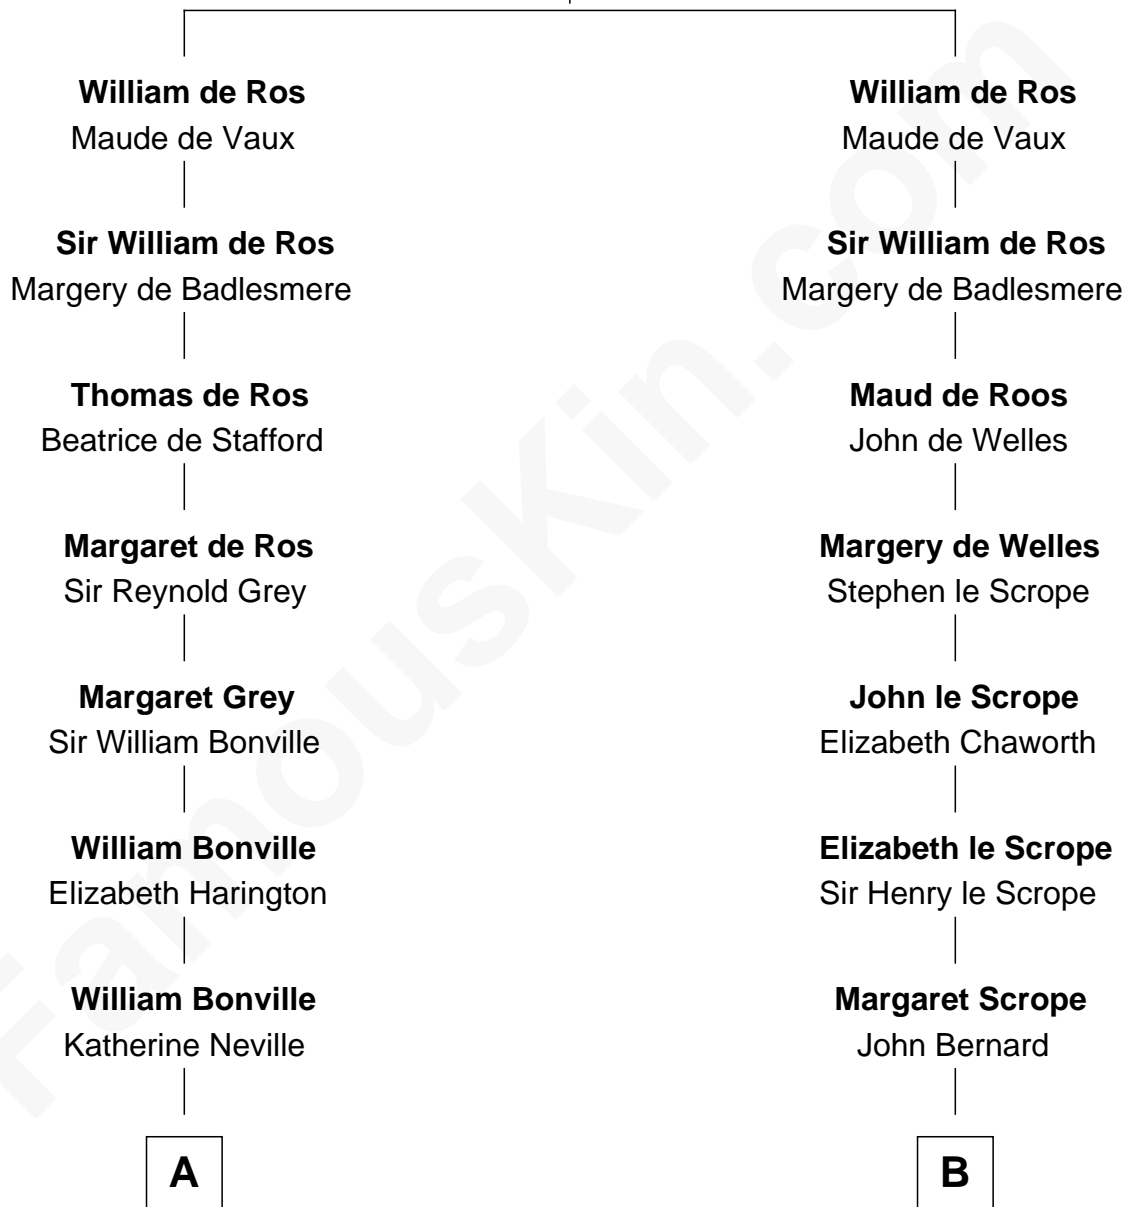 William de Ros
Maude de Vaux
Sir William de Ros
Margery de Badlesmere
Thomas de Ros
Beatrice de Stafford
Margaret de Ros
Sir Reynold Grey
Margaret Grey
Sir William Bonville
William Bonville
Elizabeth Harington
William Bonville
Katherine Neville
A
William de Ros
Maude de Vaux
Sir William de Ros
Margery de Badlesmere
Maud de Roos
John de Welles
Margery de Welles
Stephen le Scrope
John le Scrope
Elizabeth Chaworth
Elizabeth le Scrope
Sir Henry le Scrope
Margaret Scrope
John Bernard
B
FamousKin.com